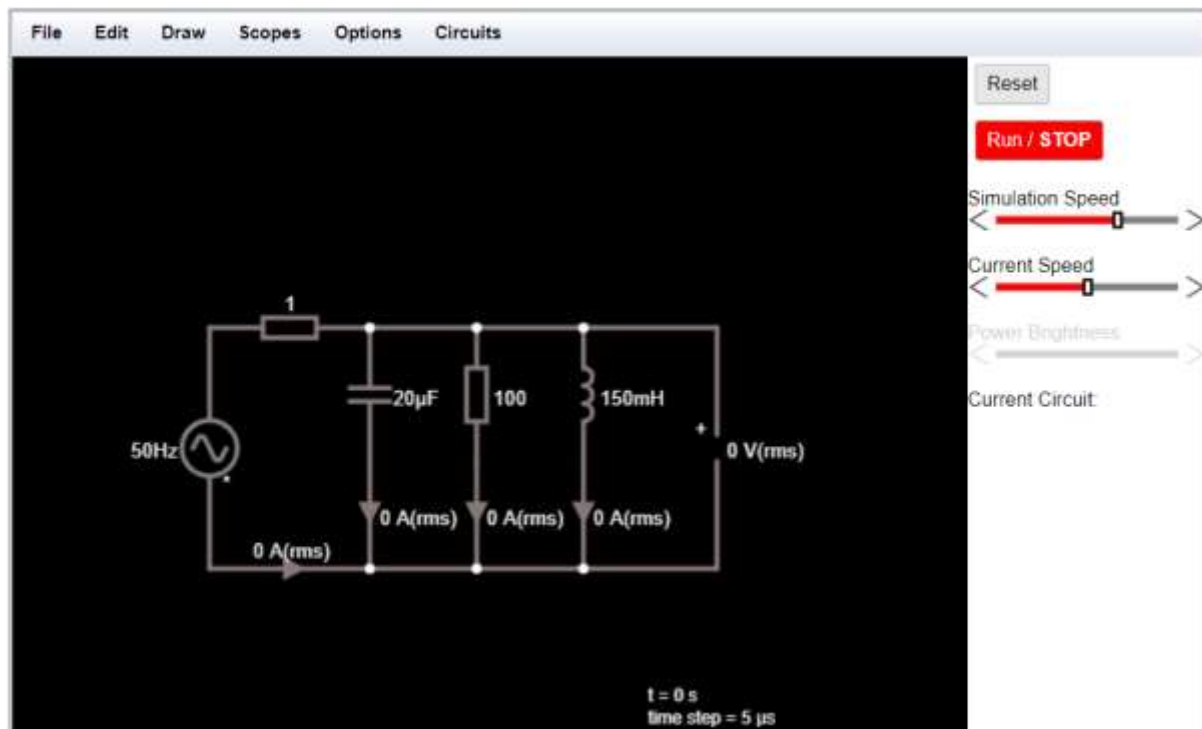 File Edit Draw Scopes Options Circuits
Reset
Run / STOP
Simulation Speed
Current Speed
Power Brightness
Current Circuit:
1
20μF
100
150mH
50Hz
+
0 V(rms)
0 A(rms)
0 A(rms)
0 A(rms)
0 A(rms)
t = 0 s
time step = 5 μs